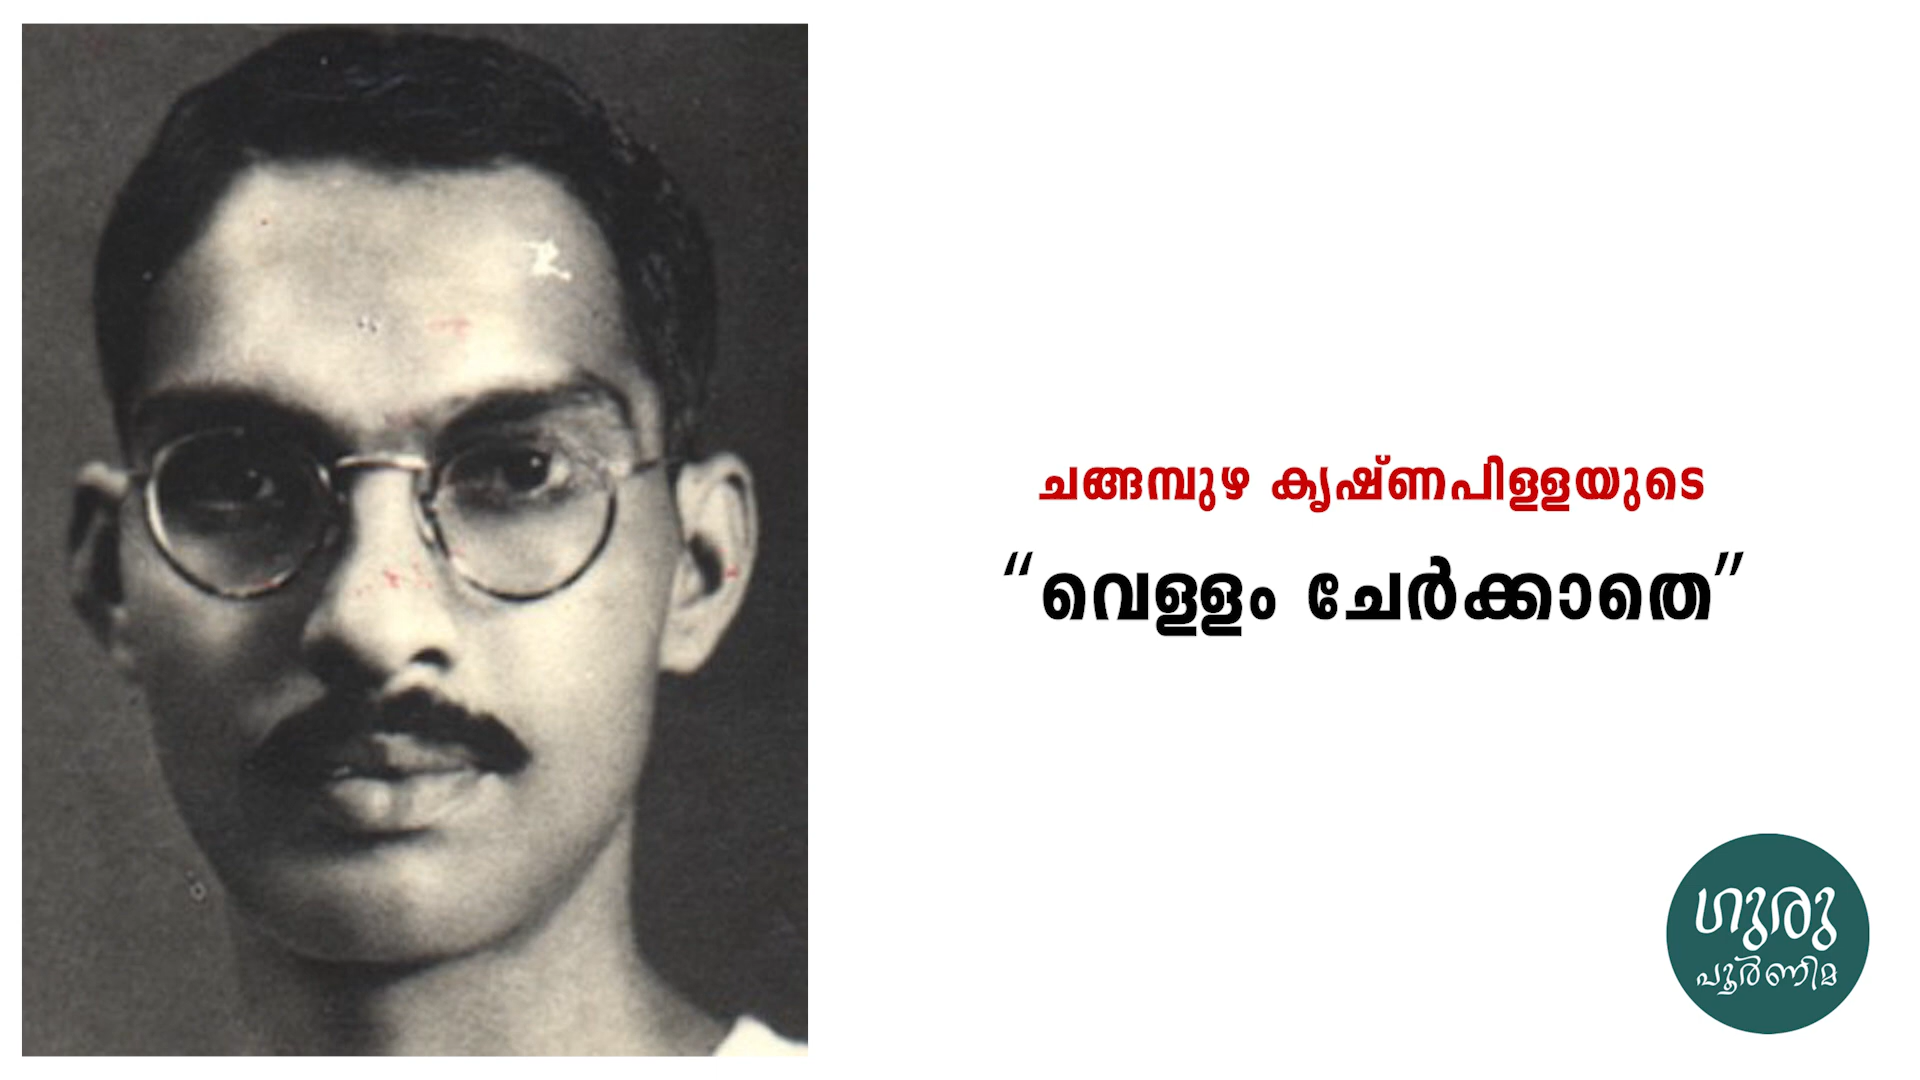 ചങ്ങമ്പുഴ കൃഷ്ണപിള്ളയുടെ
“വെള്ളം ചേർക്കാതെ”
ഗുരു
പൂർണിമ